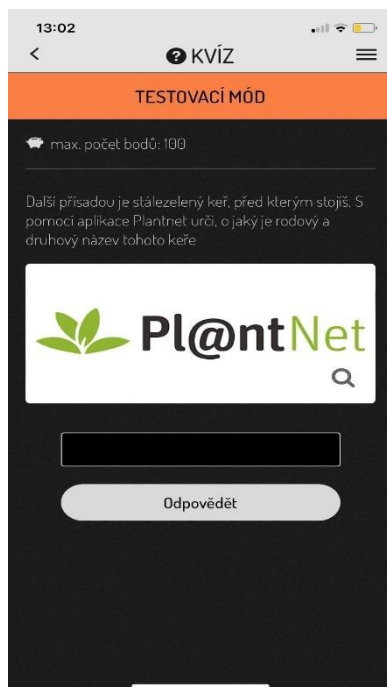 13:02
KVÍZ
TESTOVACÍ MÓD
max. počet bodů: 100
Další přísadou je stálezelený keř, před kterým stojíš. S
pomocí aplikace Plantnet urči, o jaký je rodový a
druhový název tohoto keře
Pl@ntNet
Odpovědět